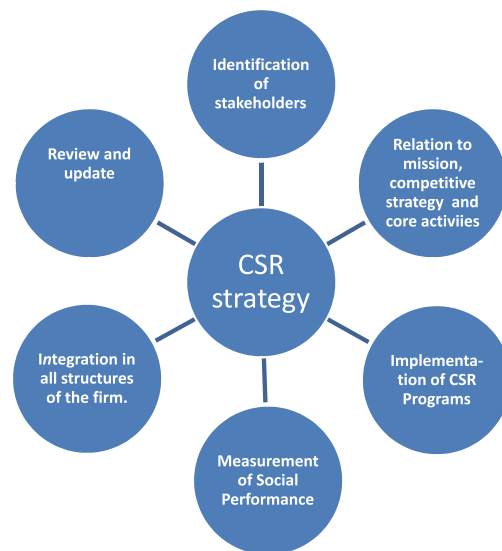 Identification
of
stakeholders
Relation to
mission,
competitive
strategy and
core activiies
Implementa-
tion of CSR
Programs
Measurement
of Social
Performance
Integration in
all structures
of the firm.
Review and
update
CSR
strategy